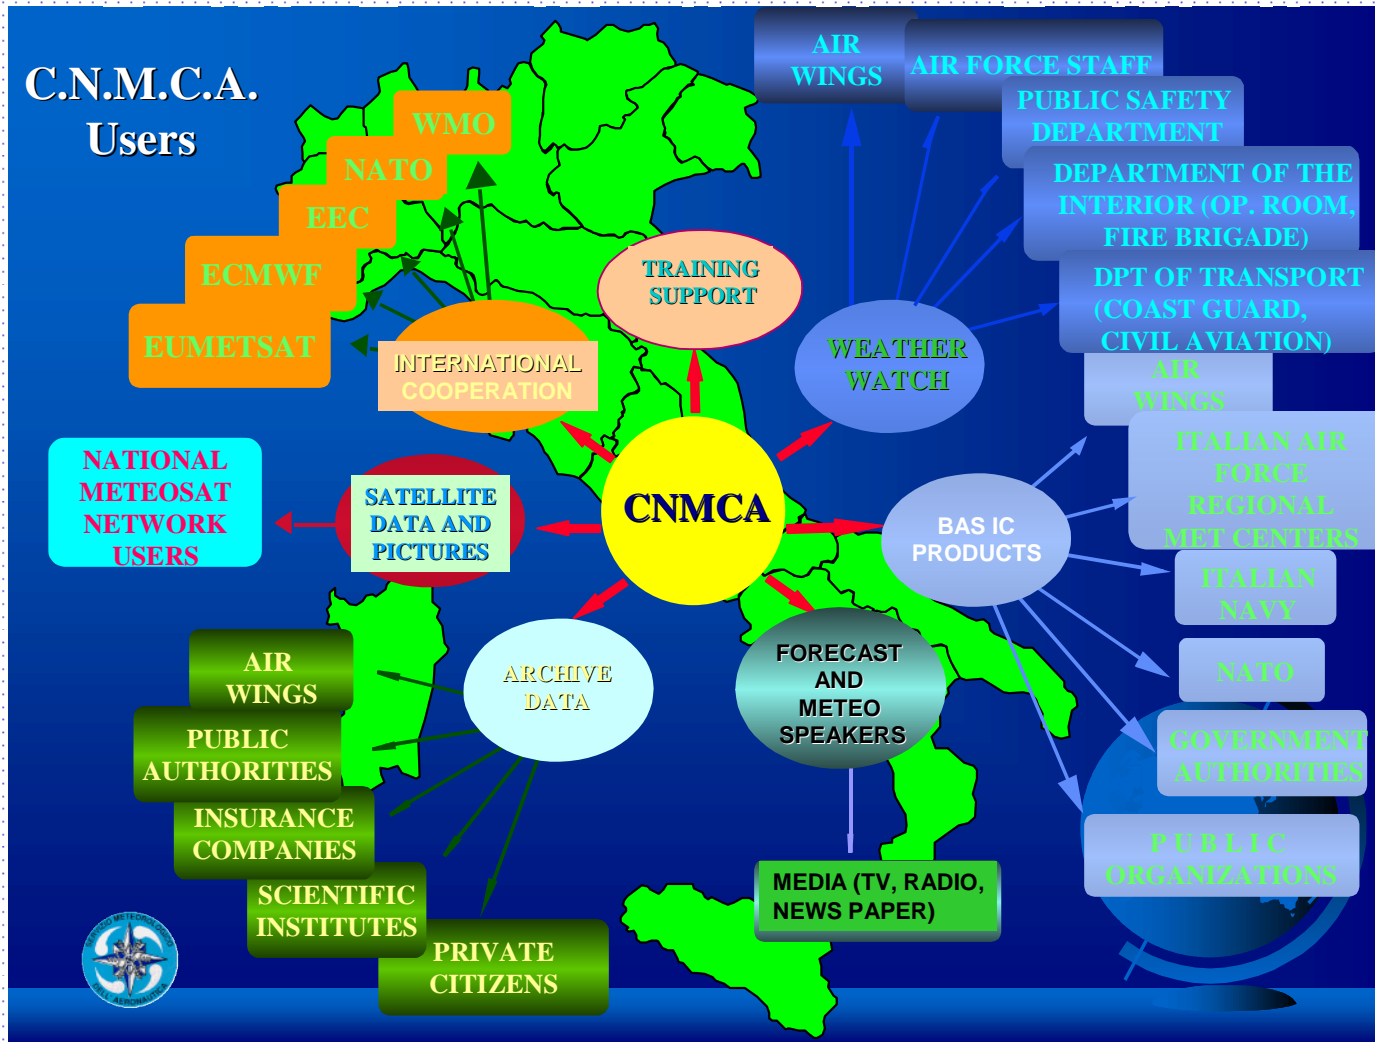 C.N.M.C.A.
Users
WMO
NATO
EEC
ECMWF
EUMETSAT
INTERNATIONAL
COOPERATION
TRAINING
SUPPORT
WEATHER
WATCH
AIR
WINGS
AIR FORCE STAFF
PUBLIC SAFETY
DEPARTMENT
DEPARTMENT OF THE
INTERIOR (OP. ROOM,
FIRE BRIGADE)
DPT OF TRANSPORT
(COAST GUARD,
CIVIL AVIATION)
AIR
WINGS
ITALIAN AIR
FORCE
REGIONAL
MET CENTERS
ITALIAN
NAVY
NATO
GOVERNMENT
AUTHORITIES
P U B L I C
ORGANIZATIONS
BAS IC
PRODUCTS
CNMCA
SATELLITE
DATA AND
PICTURES
NATIONAL
METEOSAT
NETWORK
USERS
ARCHIVE
DATA
AIR
WINGS
PUBLIC
AUTHORITIES
INSURANCE
COMPANIES
SCIENTIFIC
INSTITUTES
PRIVATE
CITIZENS
FORECAST
AND
METEO
SPEAKERS
MEDIA (TV, RADIO,
NEWS PAPER)
SERVIZIO METEOROLOGICO
DELL' AERONAUTICA